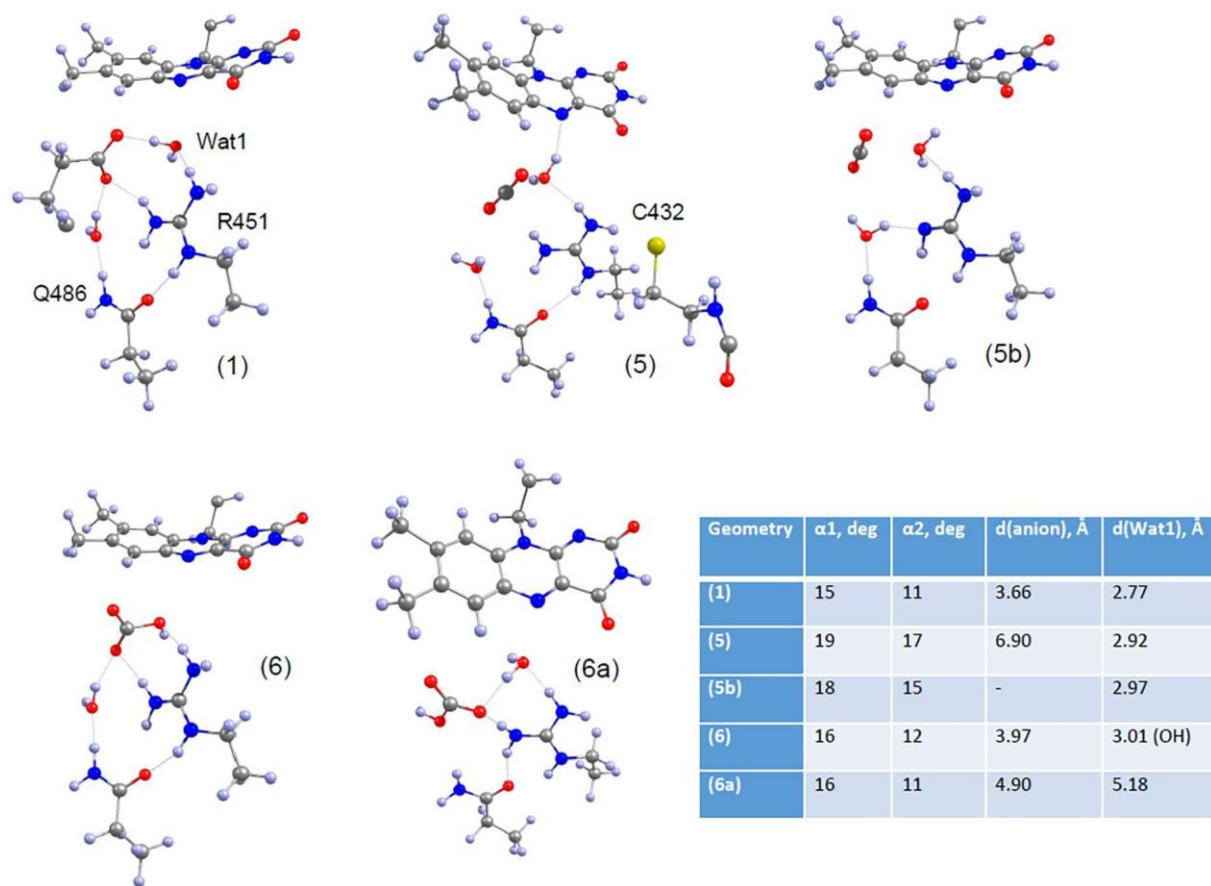 Wat1
R451
Q486
(1)
C432
(5)
(5b)
(6)
(6a)
Geometry α1, deg α2, deg d(anion), Å d(Wat1), Å
(1) 15 11 3.66 2.77
(5) 19 17 6.90 2.92
(5b) 18 15 - 2.97
(6) 16 12 3.97 3.01 (OH)
(6a) 16 11 4.90 5.18